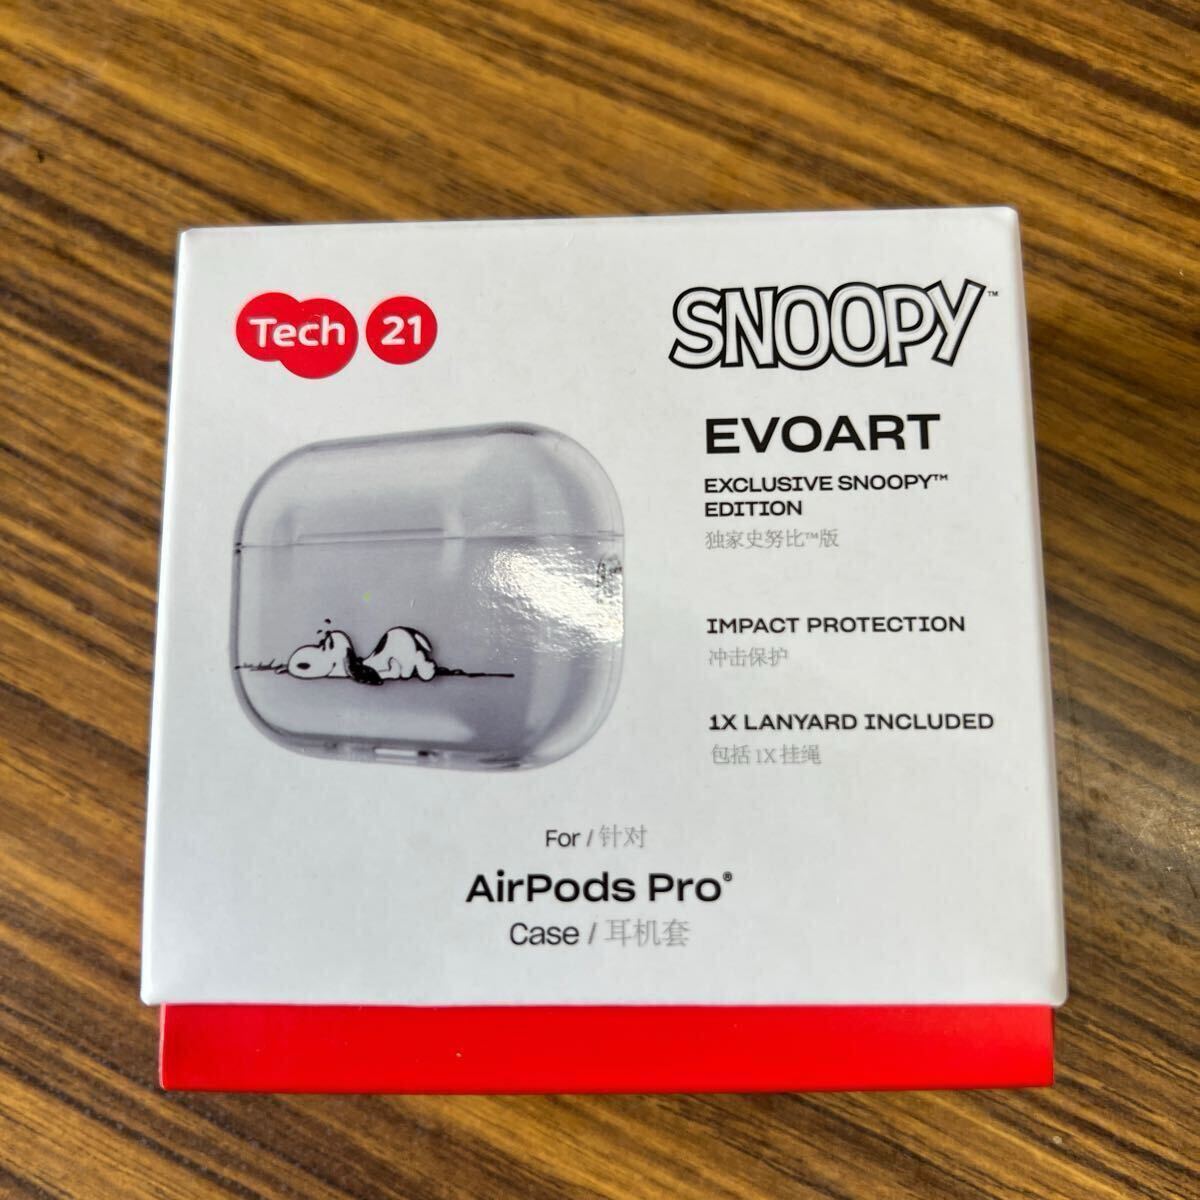 Tech 21
SNOOPY™
EVOART
EXCLUSIVE SNOOPY™
EDITION
独家史努比™版
IMPACT PROTECTION
冲击保护
1X LANYARD INCLUDED
包括 1X 挂绳
For / 针对
AirPods Pro®
Case / 耳机套